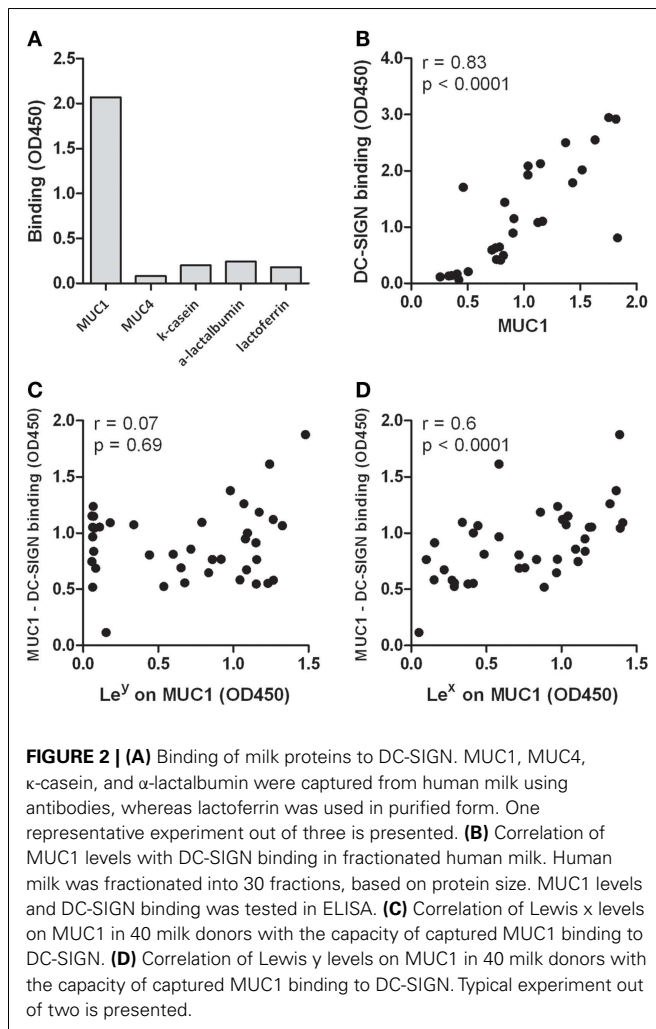 A
Binding (OD450)
2.5
2.0
1.5
1.0
0.5
0.0
MUC1
MUC4
k-casein
a-lactalbumin
lactoferrin
B
r = 0.83
p < 0.0001
DC-SIGN binding (OD450)
4.0
3.0
2.0
1.0
0.0
0.0 0.5 1.0 1.5 2.0
MUC1
C
r = 0.07
p = 0.69
MUC1 - DC-SIGN binding (OD450)
2.0
1.5
1.0
0.5
0.0
0.0 0.5 1.0 1.5
Leʸ on MUC1 (OD450)
D
r = 0.6
p < 0.0001
MUC1 - DC-SIGN binding (OD450)
2.0
1.5
1.0
0.5
0.0
0.0 0.5 1.0 1.5
Leˣ on MUC1 (OD450)
FIGURE 2 | (A) Binding of milk proteins to DC-SIGN. MUC1, MUC4,
κ-casein, and α-lactalbumin were captured from human milk using
antibodies, whereas lactoferrin was used in purified form. One
representative experiment out of three is presented. (B) Correlation of
MUC1 levels with DC-SIGN binding in fractionated human milk. Human
milk was fractionated into 30 fractions, based on protein size. MUC1 levels
and DC-SIGN binding was tested in ELISA. (C) Correlation of Lewis x levels
on MUC1 in 40 milk donors with the capacity of captured MUC1 binding to
DC-SIGN. (D) Correlation of Lewis y levels on MUC1 in 40 milk donors with
the capacity of captured MUC1 binding to DC-SIGN. Typical experiment out
of two is presented.